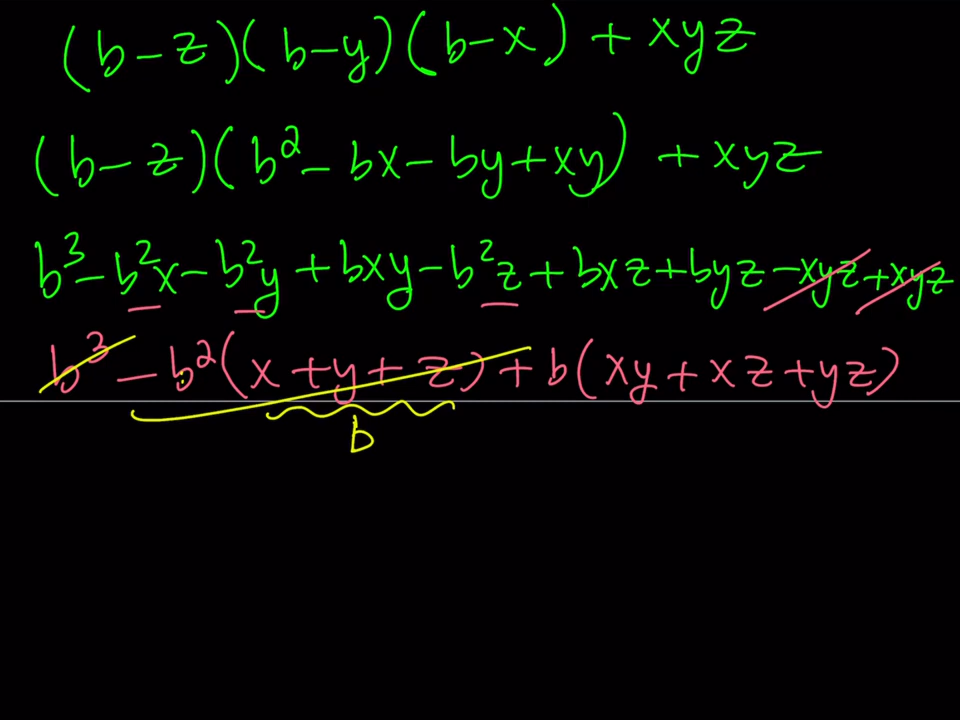 (b-z)(b-y)(b-x) + xyz
(b-z)(b² - bx - by + xy) + xyz
b³ - b²x - b²y + bxy - b²z + bxz + byz - xyz + xyz
b³ - b²(x + y + z) + b(xy + xz + yz)
b